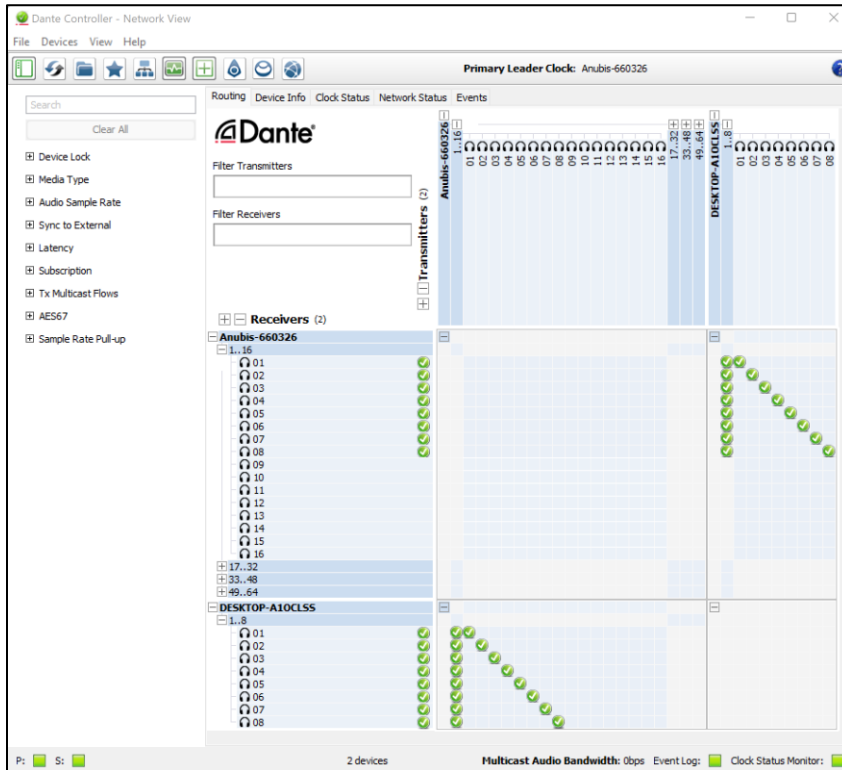 Dante Controller - Network View
File Devices View Help
Primary Leader Clock: Anubis-660326
Routing Device Info Clock Status Network Status Events
Search
Clear All
Device Lock
Media Type
Audio Sample Rate
Sync to External
Latency
Subscription
Tx Multicast Flows
AES67
Sample Rate Pull-up
Dante
Filter Transmitters
Filter Receivers
Transmitters (2)
Anubis-660326
1..16
01
02
03
04
05
06
07
08
09
10
11
12
13
14
15
16
17..32
33..48
49..64
DESKTOP-A1OCLSS
1..8
01
02
03
04
05
06
07
08
Receivers (2)
Anubis-660326
1..16
01
02
03
04
05
06
07
08
09
10
11
12
13
14
15
16
17..32
33..48
49..64
DESKTOP-A1OCLSS
1..8
01
02
03
04
05
06
07
08
P: S: 2 devices Multicast Audio Bandwidth: 0bps Event Log: Clock Status Monitor: